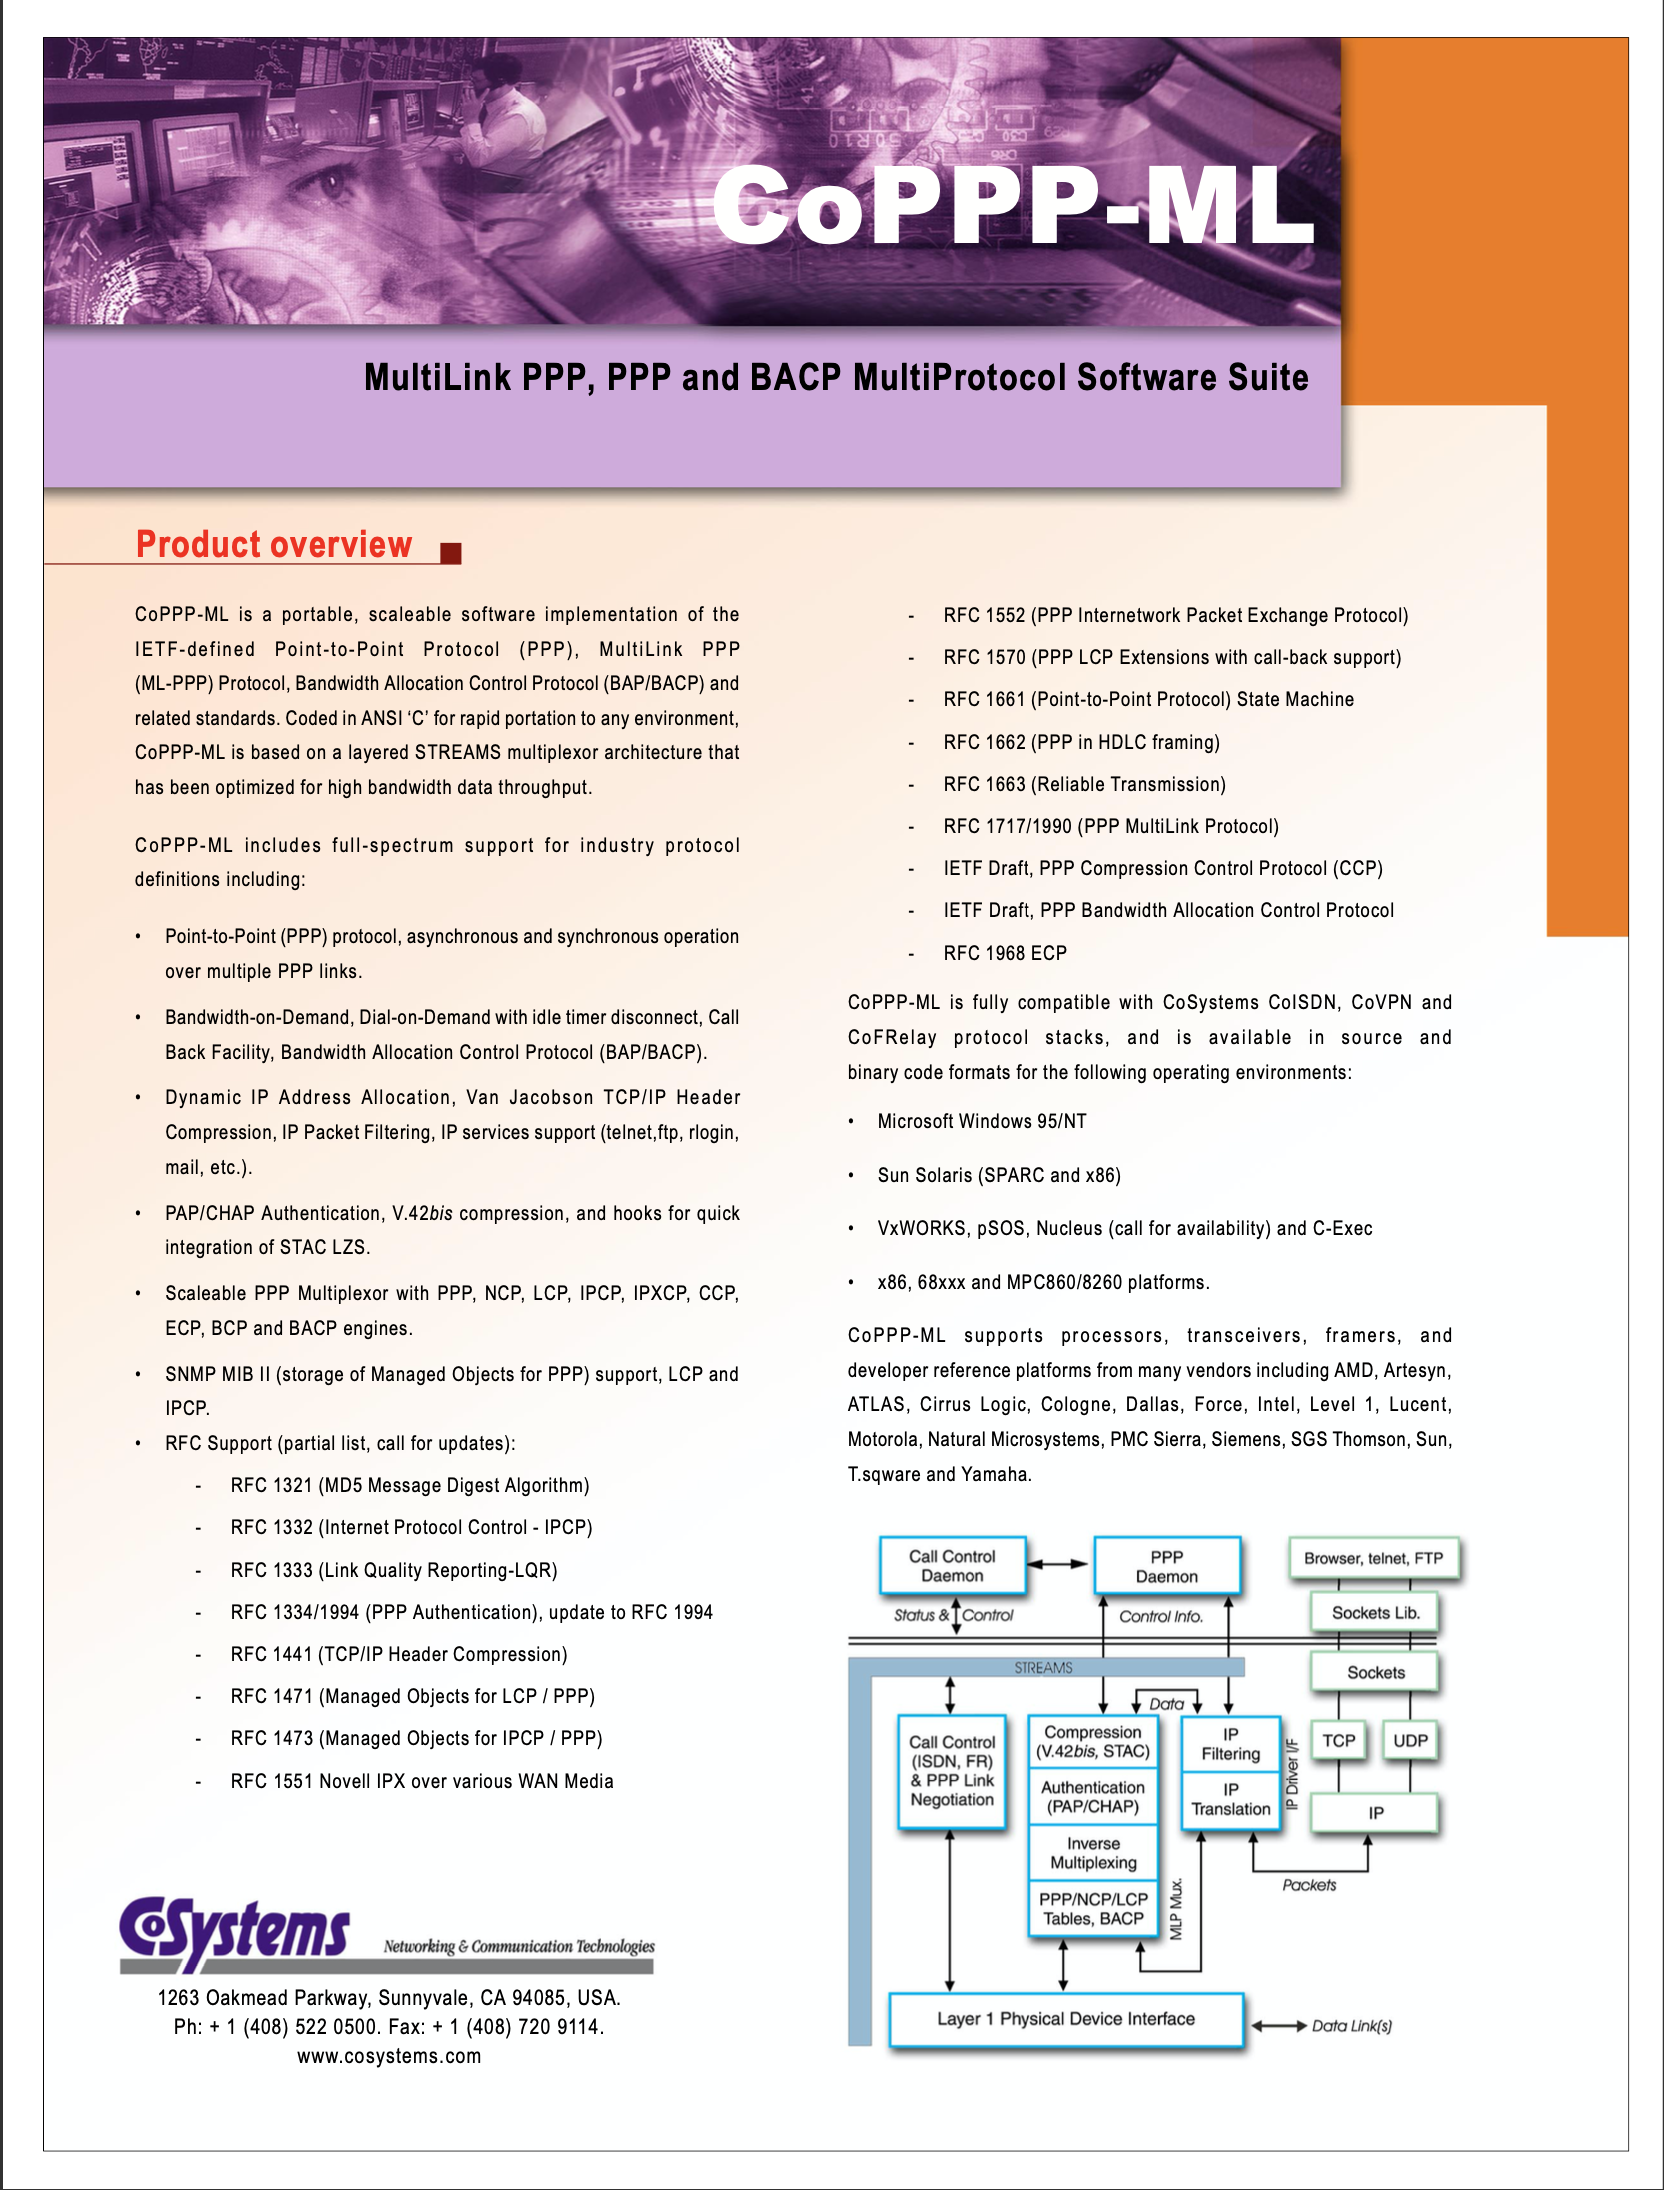 CoPPP-ML
MultiLink PPP, PPP and BACP MultiProtocol Software Suite
Product overview
CoPPP-ML is a portable, scaleable software implementation of the
IETF-defined Point-to-Point Protocol (PPP), MultiLink PPP
(ML-PPP) Protocol, Bandwidth Allocation Control Protocol (BAP/BACP) and
related standards. Coded in ANSI ‘C’ for rapid portation to any environment,
CoPPP-ML is based on a layered STREAMS multiplexor architecture that
has been optimized for high bandwidth data throughput.
CoPPP-ML includes full-spectrum support for industry protocol
definitions including:
• Point-to-Point (PPP) protocol, asynchronous and synchronous operation
over multiple PPP links.
• Bandwidth-on-Demand, Dial-on-Demand with idle timer disconnect, Call
Back Facility, Bandwidth Allocation Control Protocol (BAP/BACP).
• Dynamic IP Address Allocation, Van Jacobson TCP/IP Header
Compression, IP Packet Filtering, IP services support (telnet,ftp, rlogin,
mail, etc.).
• PAP/CHAP Authentication, V.42bis compression, and hooks for quick
integration of STAC LZS.
• Scaleable PPP Multiplexor with PPP, NCP, LCP, IPCP, IPXCP, CCP,
ECP, BCP and BACP engines.
• SNMP MIB II (storage of Managed Objects for PPP) support, LCP and
IPCP.
• RFC Support (partial list, call for updates):
- RFC 1321 (MD5 Message Digest Algorithm)
- RFC 1332 (Internet Protocol Control - IPCP)
- RFC 1333 (Link Quality Reporting-LQR)
- RFC 1334/1994 (PPP Authentication), update to RFC 1994
- RFC 1441 (TCP/IP Header Compression)
- RFC 1471 (Managed Objects for LCP / PPP)
- RFC 1473 (Managed Objects for IPCP / PPP)
- RFC 1551 Novell IPX over various WAN Media
CoSystems
Networking & Communication Technologies
1263 Oakmead Parkway, Sunnyvale, CA 94085, USA.
Ph: + 1 (408) 522 0500. Fax: + 1 (408) 720 9114.
www.cosystems.com
- RFC 1552 (PPP Internetwork Packet Exchange Protocol)
- RFC 1570 (PPP LCP Extensions with call-back support)
- RFC 1661 (Point-to-Point Protocol) State Machine
- RFC 1662 (PPP in HDLC framing)
- RFC 1663 (Reliable Transmission)
- RFC 1717/1990 (PPP MultiLink Protocol)
- IETF Draft, PPP Compression Control Protocol (CCP)
- IETF Draft, PPP Bandwidth Allocation Control Protocol
- RFC 1968 ECP
CoPPP-ML is fully compatible with CoSystems CoISDN, CoVPN and
CoFRelay protocol stacks, and is available in source and
binary code formats for the following operating environments:
• Microsoft Windows 95/NT
• Sun Solaris (SPARC and x86)
• VxWORKS, pSOS, Nucleus (call for availability) and C-Exec
• x86, 68xxx and MPC860/8260 platforms.
CoPPP-ML supports processors, transceivers, framers, and
developer reference platforms from many vendors including AMD, Artesyn,
ATLAS, Cirrus Logic, Cologne, Dallas, Force, Intel, Level 1, Lucent,
Motorola, Natural Microsystems, PMC Sierra, Siemens, SGS Thomson, Sun,
T.sqware and Yamaha.
Call Control
Daemon
PPP
Daemon
Browser, telnet, FTP
Status & Control
Control Info.
Sockets Lib.
STREAMS
Sockets
Data
Call Control
(ISDN, FR)
& PPP Link
Negotiation
Compression
(V.42bis, STAC)
Authentication
(PAP/CHAP)
Inverse
Multiplexing
PPP/NCP/LCP
Tables, BACP
MLP Mux.
IP
Filtering
IP
Translation
IP Driver I/F
TCP
UDP
IP
Packets
Layer 1 Physical Device Interface
Data Link(s)